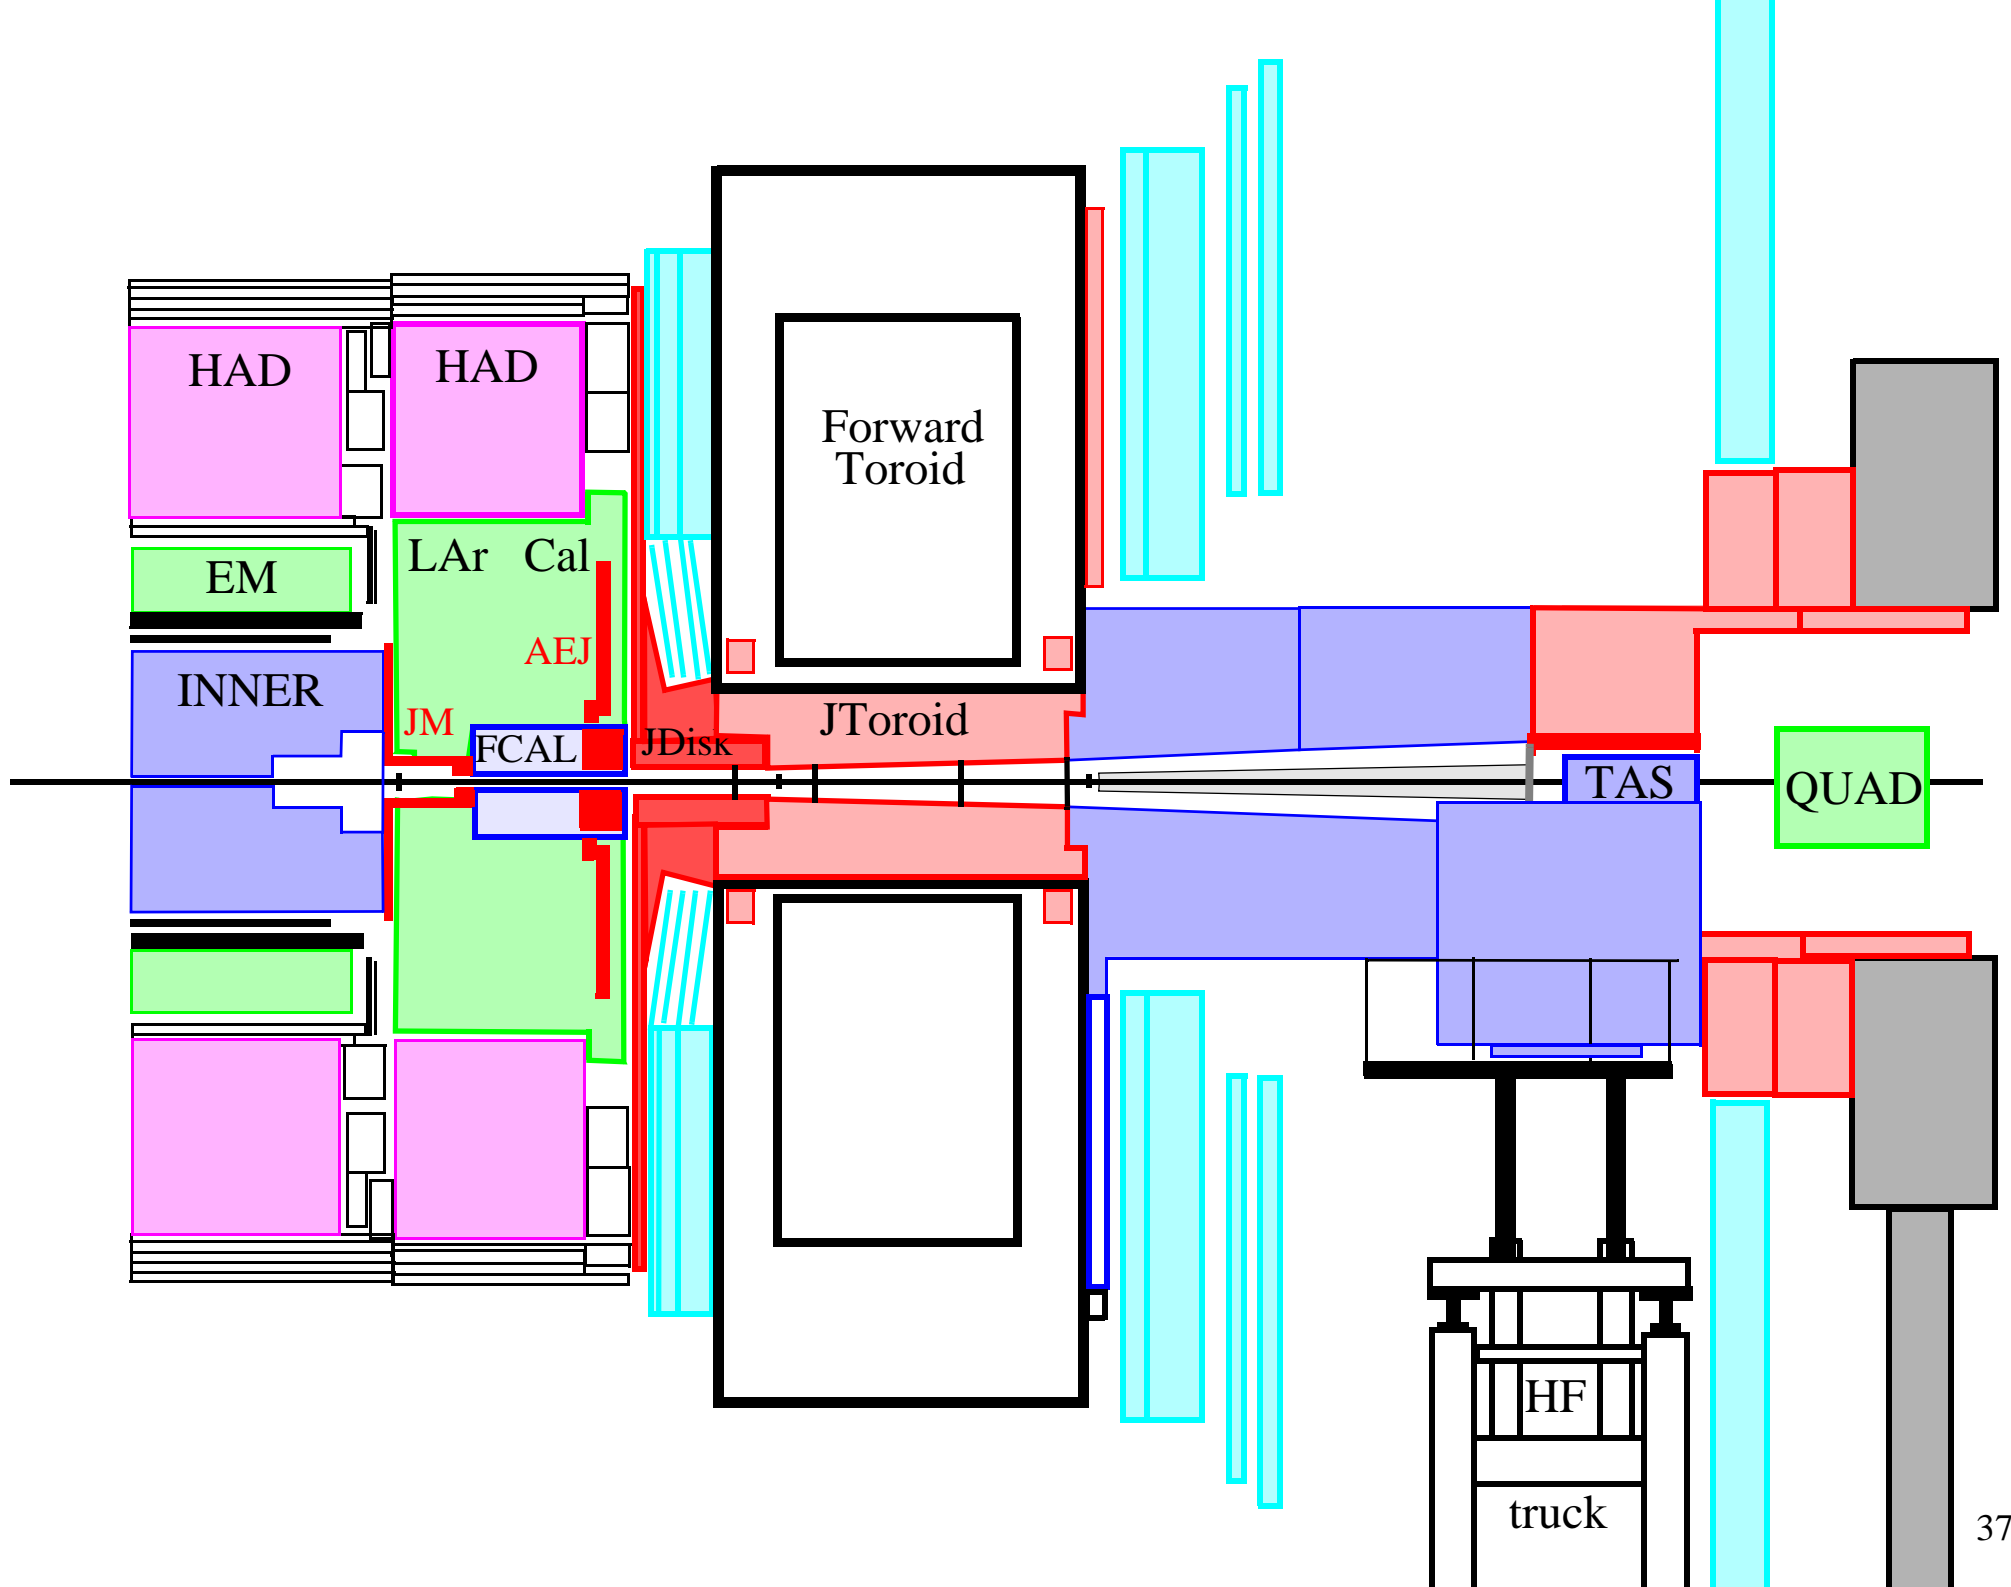 HAD
HAD
Forward
Toroid
LAr Cal
EM
AEJ
INNER
JM
JToroid
FCAL
JDisk
TAS
QUAD
HF
truck
37